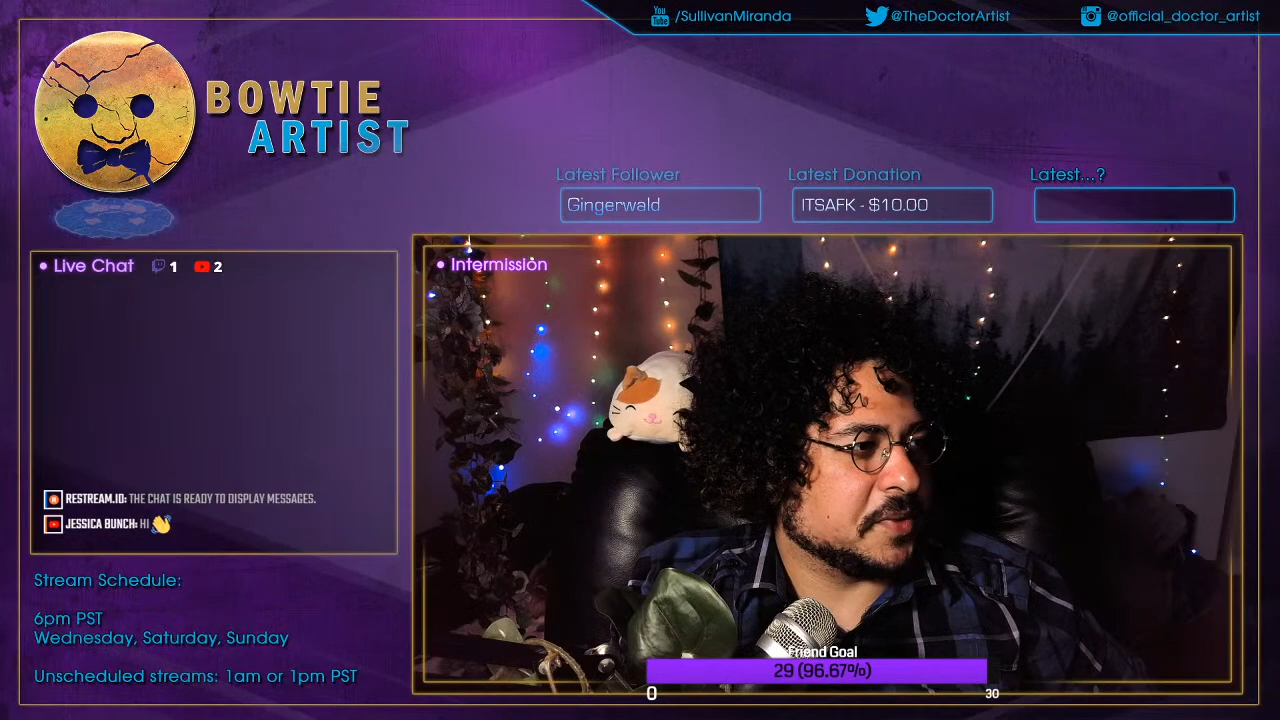 You Tube /SullivanMiranda
@TheDoctorArtist
@official_doctor_artist
BOWTIE
ARTIST
Latest Follower
Latest Donation
Latest...?
Gingerwald
ITSAFK - $10.00
• Live Chat 1 2
• Intermission
RESTREAM.IO: THE CHAT IS READY TO DISPLAY MESSAGES.
JESSICA BUNCH: HI 👋
Stream Schedule:
6pm PST
Wednesday, Saturday, Sunday
Unscheduled streams: 1am or 1pm PST
Friend Goal
29 (96.67%)
0
30